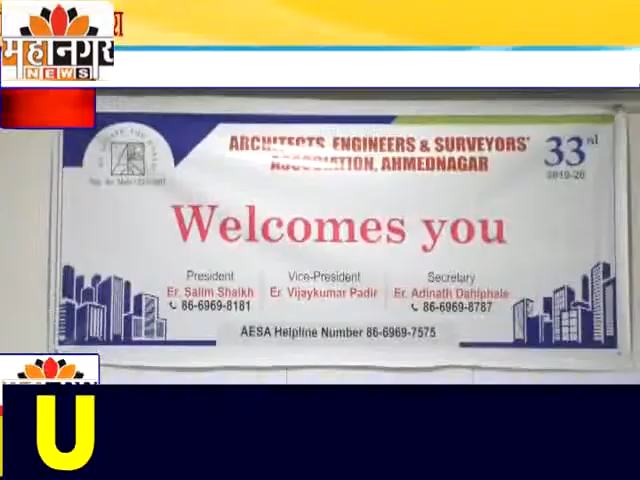 महानगर
NEWS
ARCHITECTS, ENGINEERS & SURVEYORS'
ASSOCIATION, AHMEDNAGAR
33rd
2019-20
Welcomes you
President
Vice-President
Secretary
Er. Salim Shaikh
Er. Vijaykumar Padir
Er. Adinath Dahiphale
86-6969-8181
86-6969-8787
AESA Helpline Number 86-6969-7575
U